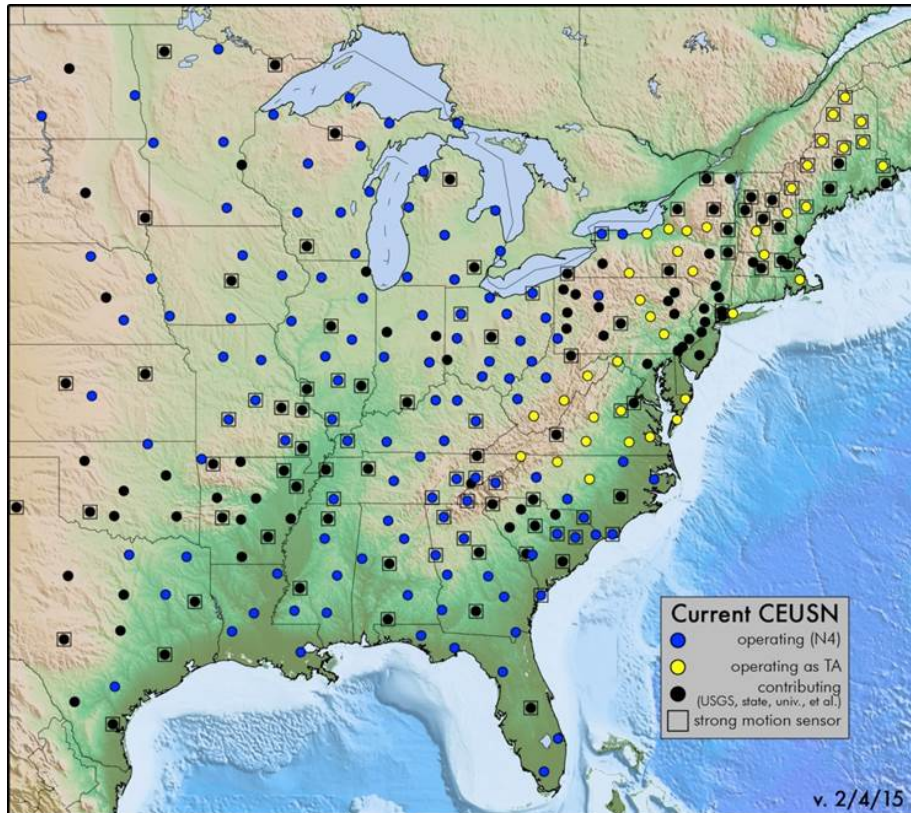 Current CEUSN
operating (N4)
operating as TA
contributing
(USGS, state, univ., et al.)
strong motion sensor
v. 2/4/15